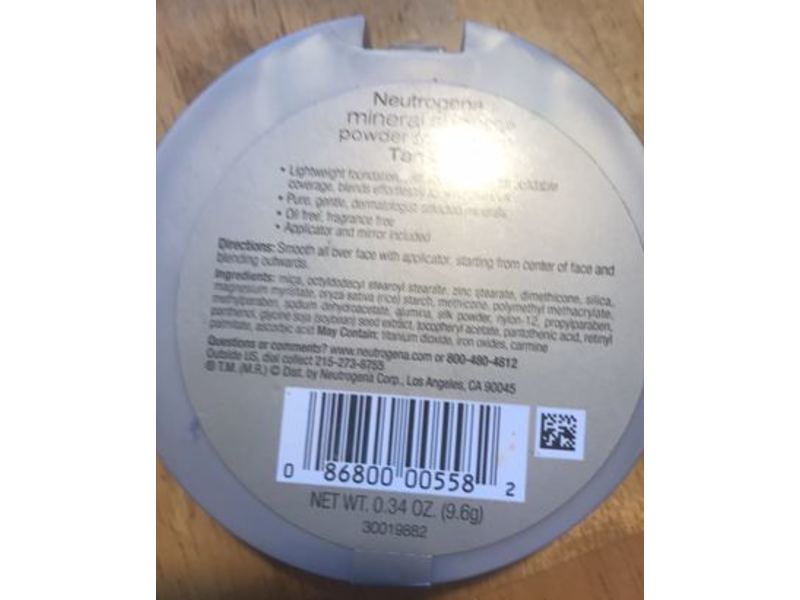 Neutrogena
mineral
powder
Tan
• Lightweight foundation
coverage, blends effortlessly
• Pure, gentle, dermatologist selected minerals
• Oil free, fragrance free
• Applicator and mirror included
Directions: Smooth all over face with applicator, starting from center of face and
blending outwards.
Ingredients: mica, octyldodecyl stearoyl stearate, zinc stearate, dimethicone, silica,
magnesium myristate, oryza sativa (rice) starch, methicone, polymethyl methacrylate,
methylparaben, sodium dehydroacetate, alumina, silk powder, nylon-12, propylparaben,
panthenol, glycine soja (soybean) seed extract, tocopheryl acetate, pantothenic acid, retinyl
palmitate, ascorbic acid May Contain: titanium dioxide, iron oxides, carmine
Questions or comments? www.neutrogena.com or 800-480-4812
Outside US, dial collect 215-273-8755
® T.M. (M.R.) © Dist. by Neutrogena Corp., Los Angeles, CA 90045
0 86800 00558 2
NET WT. 0.34 OZ. (9.6g)
30019882